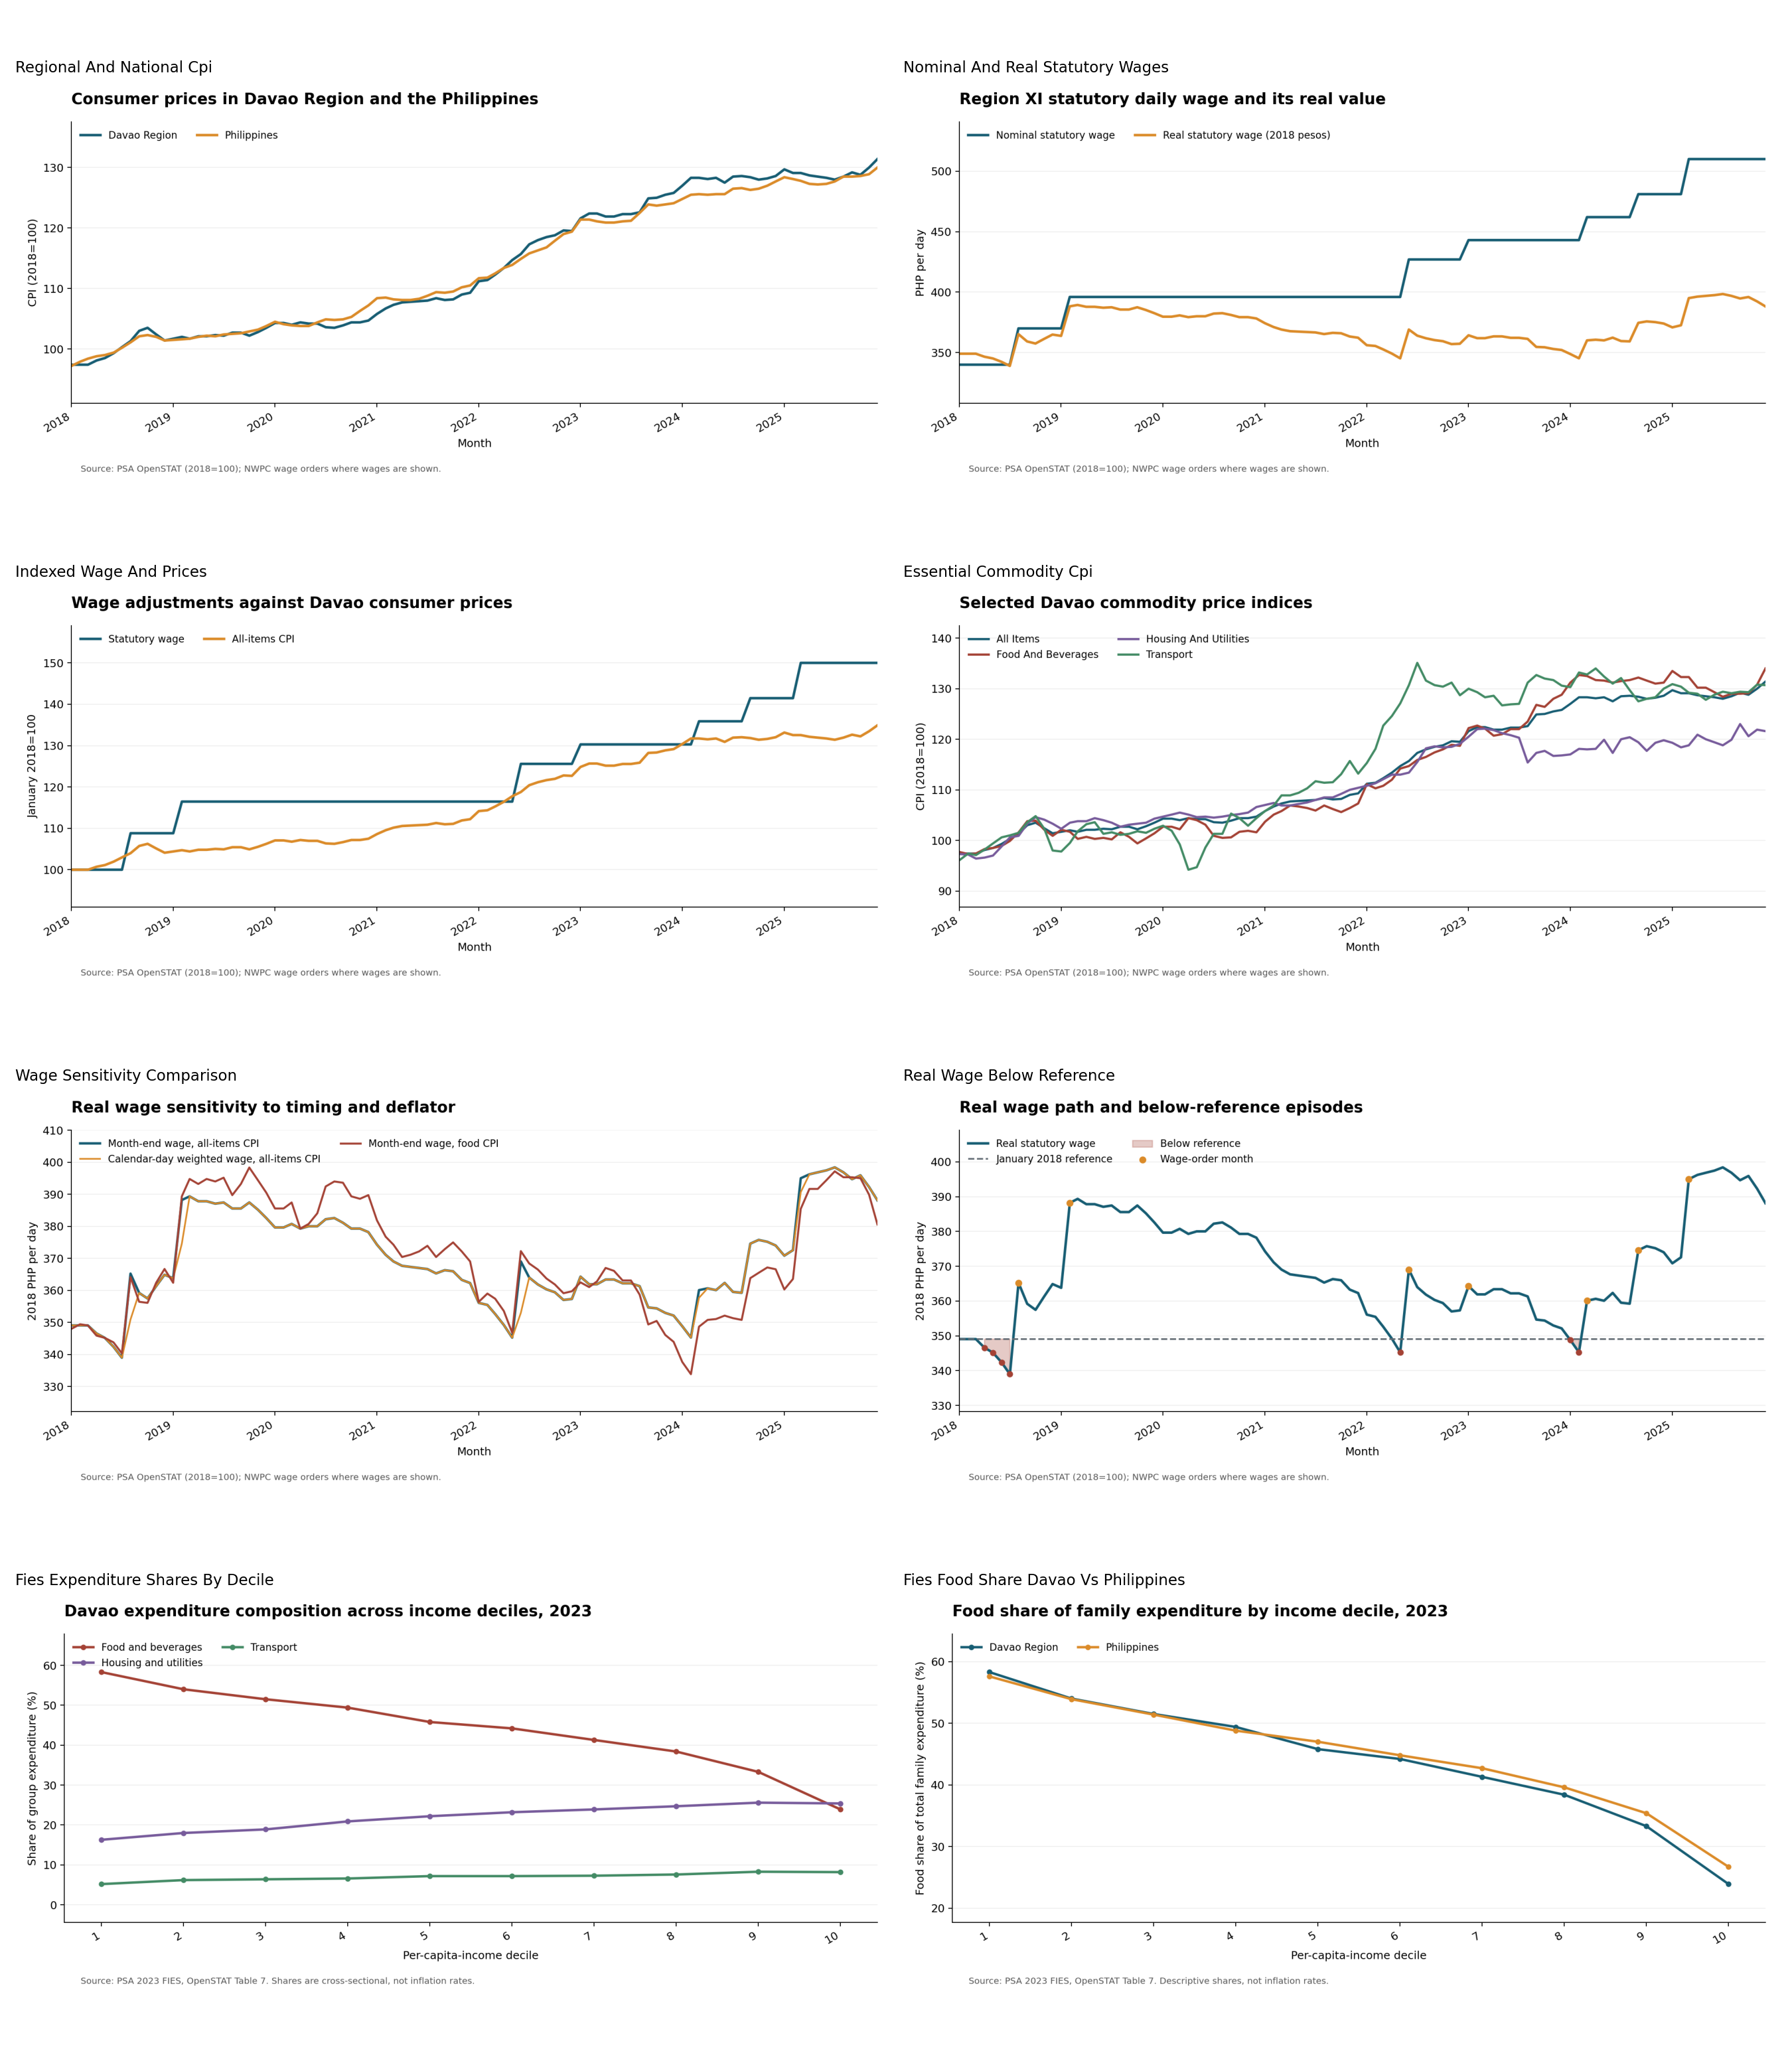 Regional And National Cpi
Consumer prices in Davao Region and the Philippines
Davao Region
Philippines
CPI (2018=100)
130
120
110
100
2018
2019
2020
2021
2022
2023
2024
2025
Month
Source: PSA OpenSTAT (2018=100); NWPC wage orders where wages are shown.
Nominal And Real Statutory Wages
Region XI statutory daily wage and its real value
Nominal statutory wage
Real statutory wage (2018 pesos)
PHP per day
500
450
400
350
2018
2019
2020
2021
2022
2023
2024
2025
Month
Source: PSA OpenSTAT (2018=100); NWPC wage orders where wages are shown.
Indexed Wage And Prices
Wage adjustments against Davao consumer prices
Statutory wage
All-items CPI
January 2018=100
150
140
130
120
110
100
2018
2019
2020
2021
2022
2023
2024
2025
Month
Source: PSA OpenSTAT (2018=100); NWPC wage orders where wages are shown.
Essential Commodity Cpi
Selected Davao commodity price indices
All Items
Food And Beverages
Housing And Utilities
Transport
CPI (2018=100)
140
130
120
110
100
90
2018
2019
2020
2021
2022
2023
2024
2025
Month
Source: PSA OpenSTAT (2018=100); NWPC wage orders where wages are shown.
Wage Sensitivity Comparison
Real wage sensitivity to timing and deflator
Month-end wage, all-items CPI
Calendar-day weighted wage, all-items CPI
Month-end wage, food CPI
2018 PHP per day
410
400
390
380
370
360
350
340
330
2018
2019
2020
2021
2022
2023
2024
2025
Month
Source: PSA OpenSTAT (2018=100); NWPC wage orders where wages are shown.
Real Wage Below Reference
Real wage path and below-reference episodes
Real statutory wage
January 2018 reference
Below reference
Wage-order month
2018 PHP per day
400
390
380
370
360
350
340
330
2018
2019
2020
2021
2022
2023
2024
2025
Month
Source: PSA OpenSTAT (2018=100); NWPC wage orders where wages are shown.
Fies Expenditure Shares By Decile
Davao expenditure composition across income deciles, 2023
Food and beverages
Housing and utilities
Transport
Share of group expenditure (%)
60
50
40
30
20
10
0
1
2
3
4
5
6
7
8
9
10
Per-capita-income decile
Source: PSA 2023 FIES, OpenSTAT Table 7. Shares are cross-sectional, not inflation rates.
Fies Food Share Davao Vs Philippines
Food share of family expenditure by income decile, 2023
Davao Region
Philippines
Food share of total family expenditure (%)
60
50
40
30
20
1
2
3
4
5
6
7
8
9
10
Per-capita-income decile
Source: PSA 2023 FIES, OpenSTAT Table 7. Descriptive shares, not inflation rates.